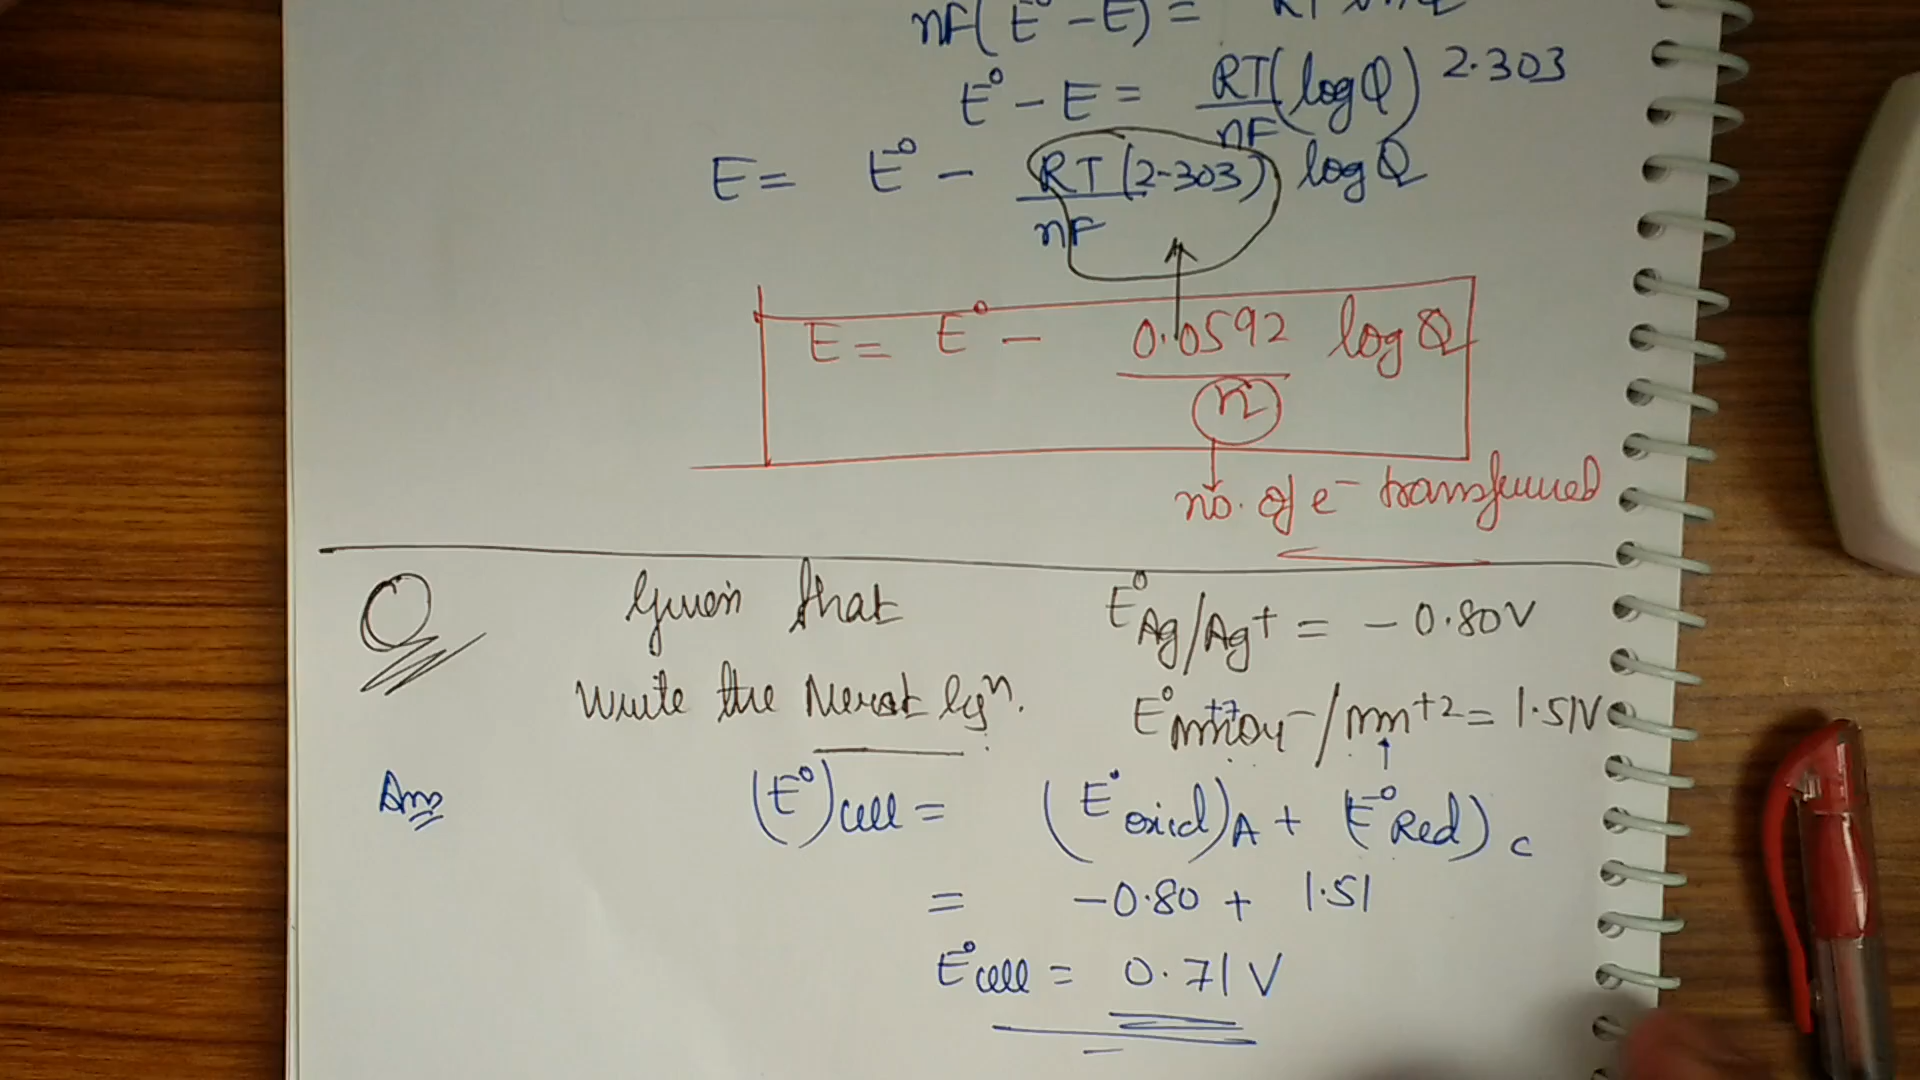 nF(E° - E) =
E° - E = RT/nF (log Q) 2.303
E = E° - RT(2-303)/nF log Q
E = E° - 0.0592/n log Q
no. of e⁻ transferred
Q Given that E°Ag/Ag+ = - 0.80V
Write the Nernst Eqⁿ. E°MnO4⁻/Mn+2 = 1.51V
+7
Ans (E°)cell = (E°oxid)A + (E°Red)C
= -0.80 + 1.51
E°cell = 0.71 V